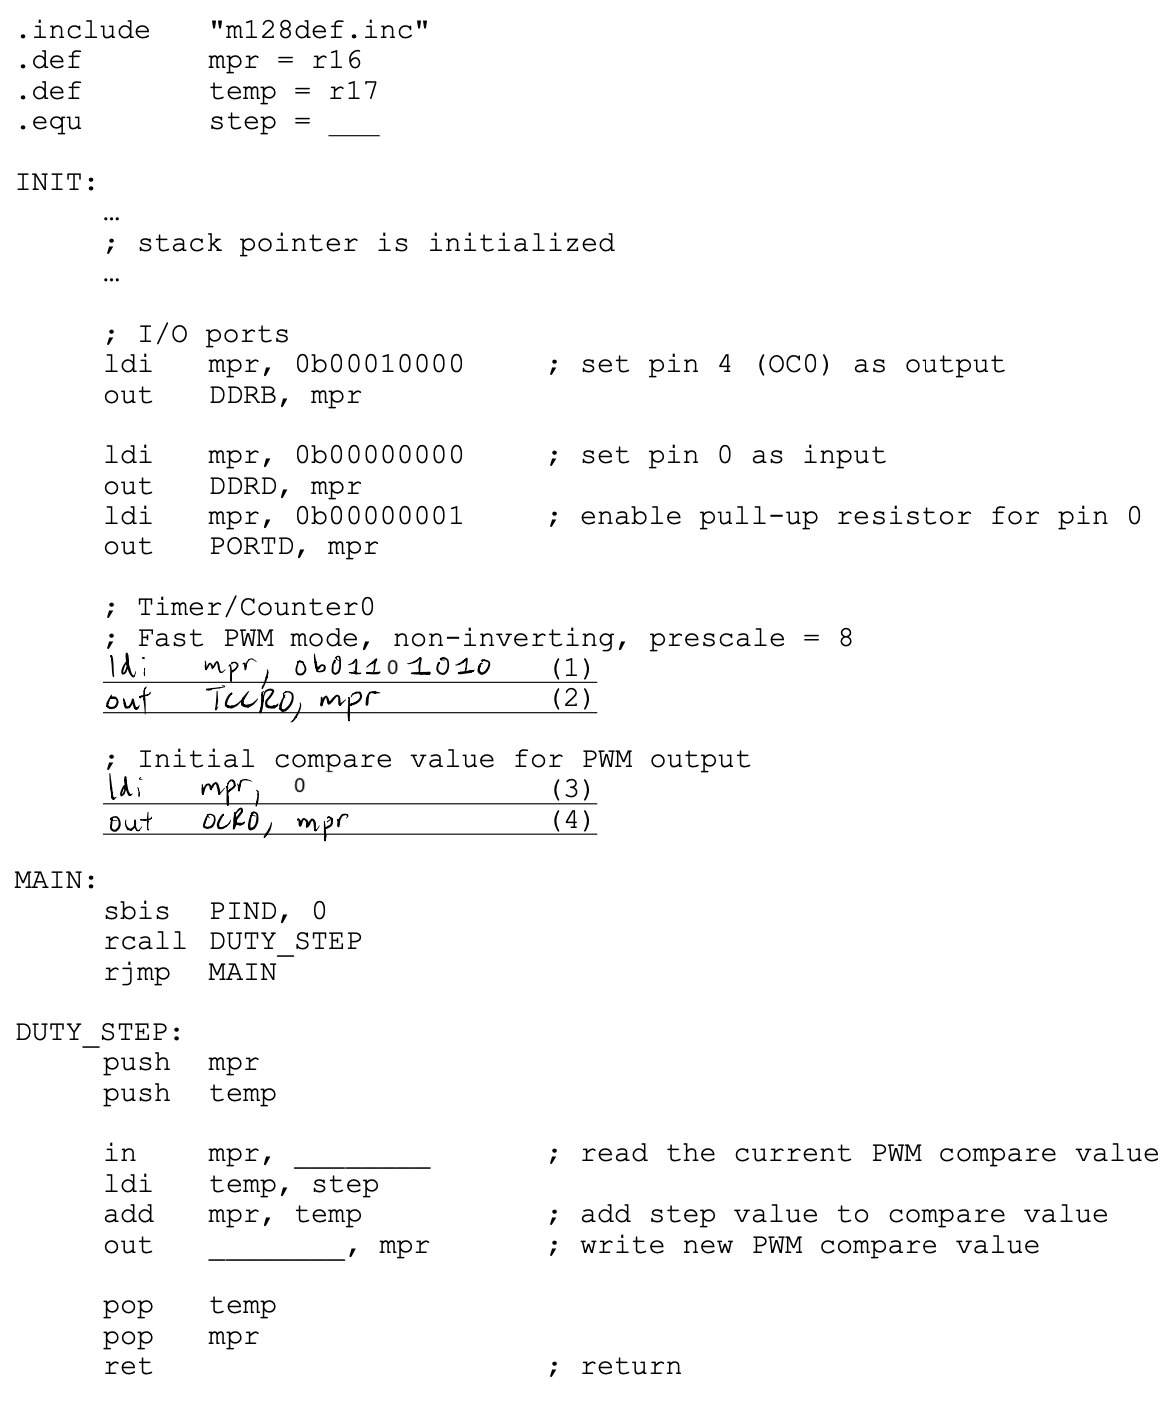 .include "m128def.inc"
.def mpr = r16
.def temp = r17
.equ step = ___
INIT:
…
; stack pointer is initialized
…
; I/O ports
ldi mpr, 0b00010000 ; set pin 4 (OC0) as output
out DDRB, mpr
ldi mpr, 0b00000000 ; set pin 0 as input
out DDRD, mpr
ldi mpr, 0b00000001 ; enable pull-up resistor for pin 0
out PORTD, mpr
; Timer/Counter0
; Fast PWM mode, non-inverting, prescale = 8
ldi mpr, 0b01101010 (1)
out TCCR0, mpr (2)
; Initial compare value for PWM output
ldi mpr, 0 (3)
out OCR0, mpr (4)
MAIN:
sbis PIND, 0
rcall DUTY_STEP
rjmp MAIN
DUTY_STEP:
push mpr
push temp
in mpr, ________ ; read the current PWM compare value
ldi temp, step
add mpr, temp ; add step value to compare value
out ________, mpr ; write new PWM compare value
pop temp
pop mpr
ret ; return